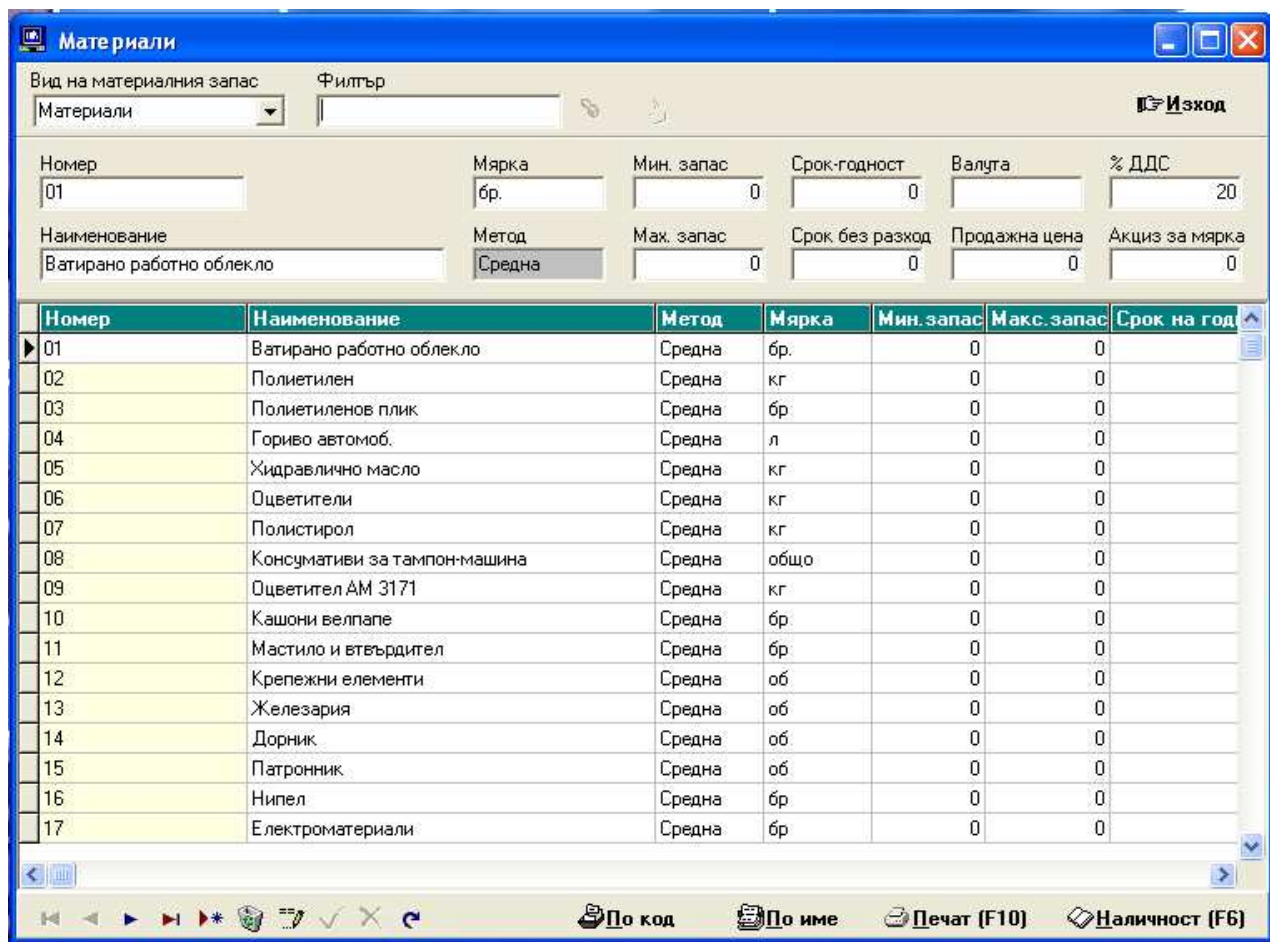 Материали
Вид на материалния запас Филтър
Материали Изход
Номер Мярка Мин. запас Срок-годност Валута % ДДС
01 бр. 0 0 20
Наименование Метод Мах. запас Срок без разход Продажна цена Акциз за мярка
Ватирано работно облекло Средна 0 0 0 0
Номер Наименование Метод Мярка Мин.запас Макс.запас Срок на год
01 Ватирано работно облекло Средна бр. 0 0
02 Полиетилен Средна кг 0 0
03 Полиетиленов плик Средна бр 0 0
04 Гориво автомоб. Средна л 0 0
05 Хидравлично масло Средна кг 0 0
06 Оцветители Средна кг 0 0
07 Полистирол Средна кг 0 0
08 Консумативи за тампон-машина Средна общо 0 0
09 Оцветител АМ 3171 Средна кг 0 0
10 Кашони велпапе Средна бр 0 0
11 Мастило и втвърдител Средна бр 0 0
12 Крепежни елементи Средна об 0 0
13 Железария Средна об 0 0
14 Дорник Средна об 0 0
15 Патронник Средна об 0 0
16 Нипел Средна бр 0 0
17 Електроматериали Средна бр 0 0
По код По име Печат (F10) Наличност (F6)